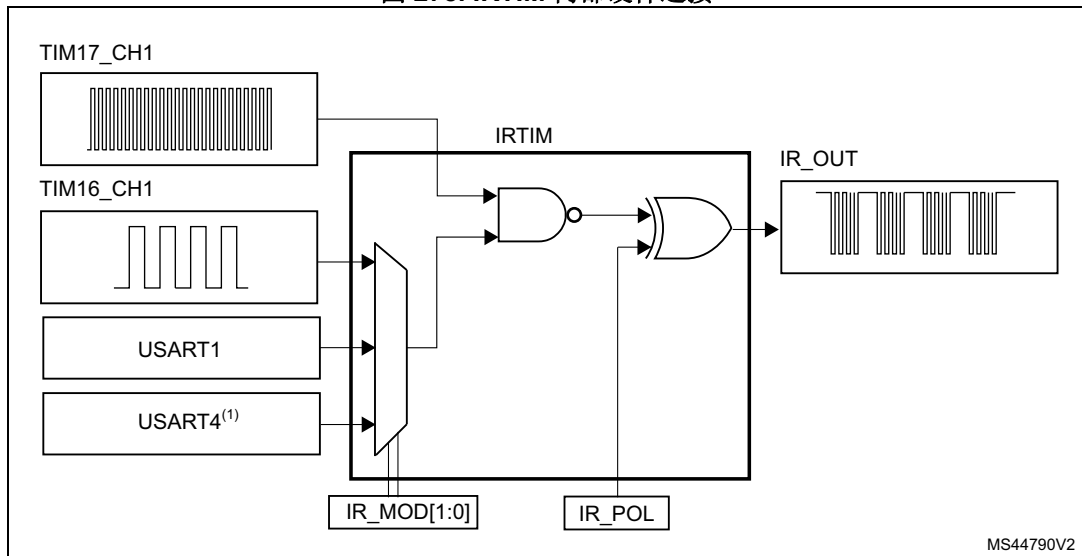 TIM17_CH1
IRTIM
IR_OUT
TIM16_CH1
USART1
USART4(1)
IR_MOD[1:0]
IR_POL
MS44790V2